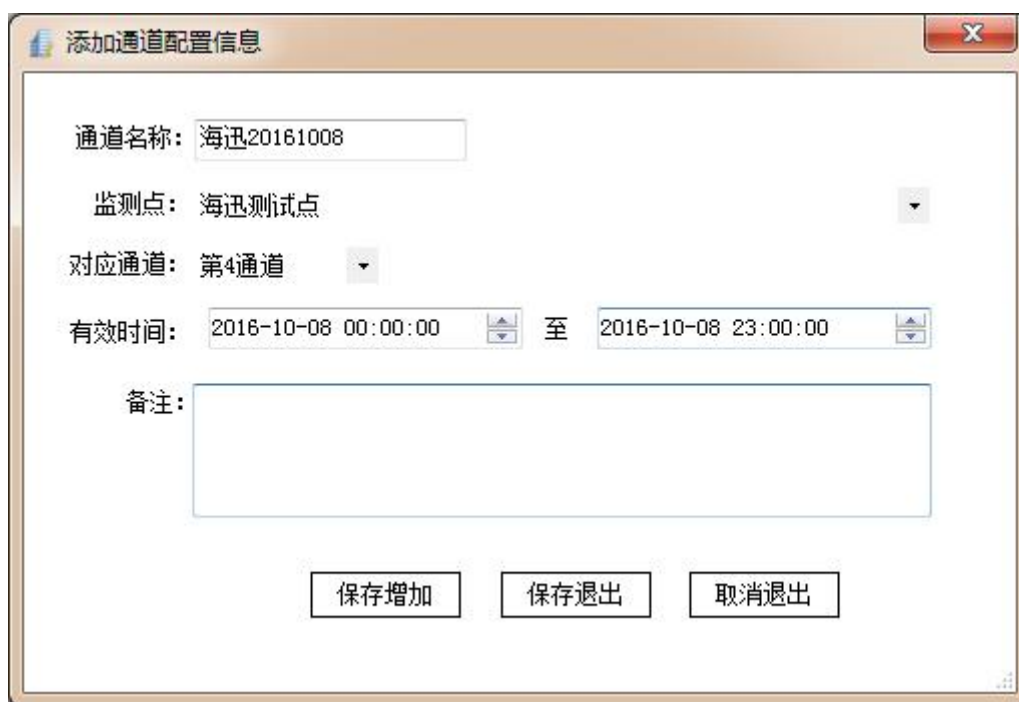 添加通道配置信息
通道名称：海迅20161008
监测点：海迅测试点
对应通道：第4通道
有效时间：2016-10-08 00:00:00 至 2016-10-08 23:00:00
备注：
保存增加 保存退出 取消退出